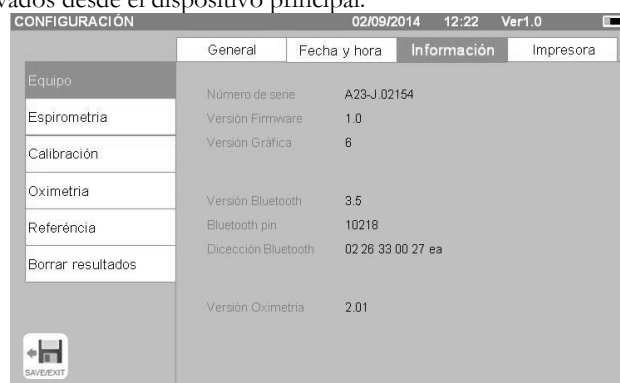 vados desde el dispositivo principal.
CONFIGURACIÓN 02/09/2014 12:22 Ver1.0
General Fecha y hora Información Impresora
Equipo
Espirometria
Calibración
Oximetria
Referéncia
Borrar resultados
Número de serie A23-J.02154
Versión Firmware 1.0
Versión Gráfica 6
Versión Bluetooth 3.5
Bluetooth pin 10218
Dicección Bluetooth 02 26 33 00 27 ea
Versión Oximetría 2.01
SAVE/EXIT